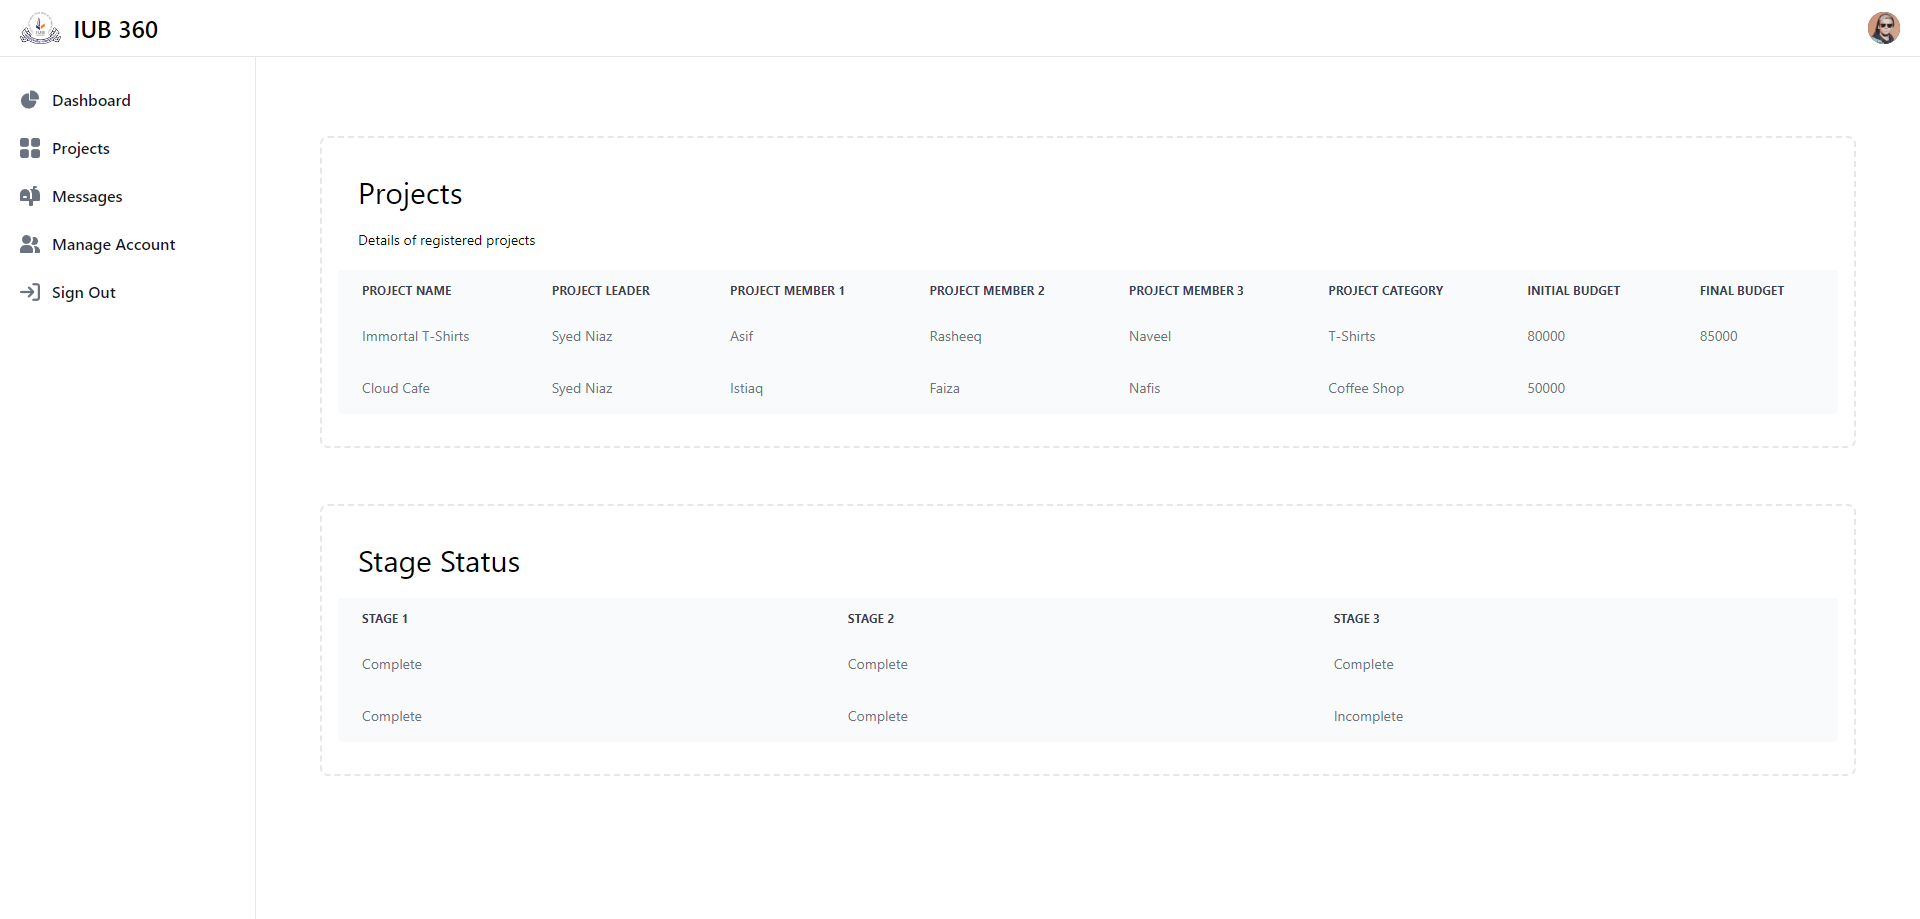 IUB 360
Dashboard
Projects
Messages
Manage Account
Sign Out
Projects
Details of registered projects
PROJECT NAME PROJECT LEADER PROJECT MEMBER 1 PROJECT MEMBER 2 PROJECT MEMBER 3 PROJECT CATEGORY INITIAL BUDGET FINAL BUDGET
Immortal T-Shirts Syed Niaz Asif Rasheeq Naveel T-Shirts 80000 85000
Cloud Cafe Syed Niaz Istiaq Faiza Nafis Coffee Shop 50000
Stage Status
STAGE 1 STAGE 2 STAGE 3
Complete Complete Complete
Complete Complete Incomplete